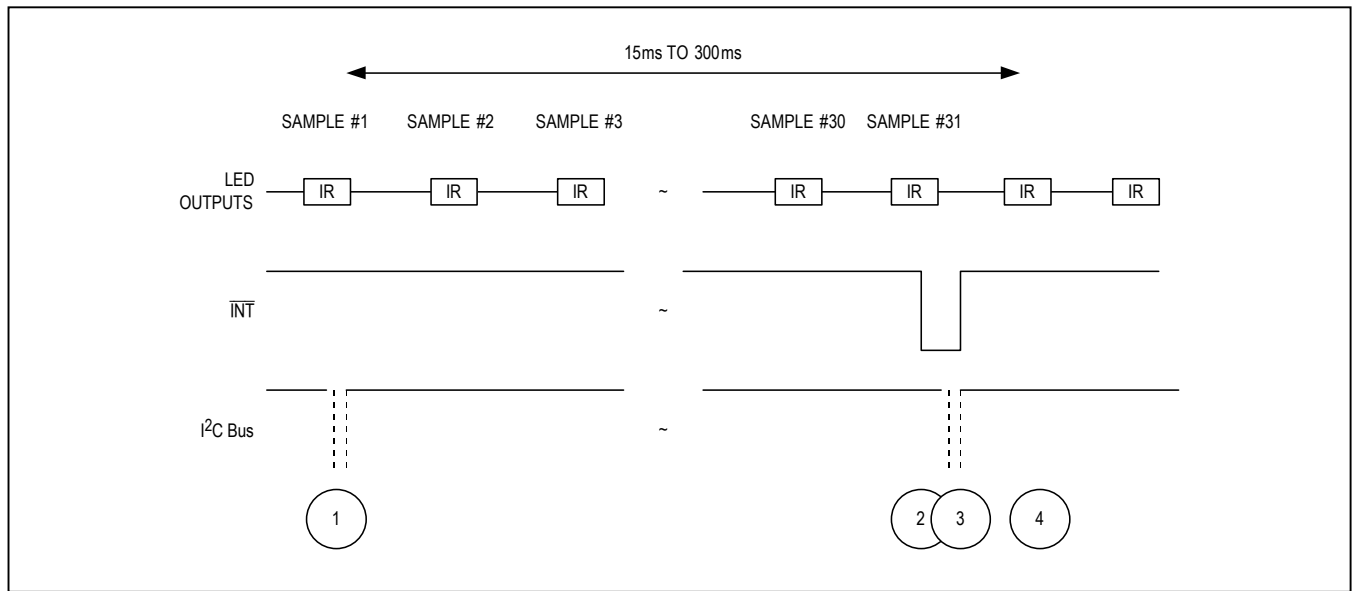 15ms TO 300ms
SAMPLE #1 SAMPLE #2 SAMPLE #3 SAMPLE #30 SAMPLE #31
LED
OUTPUTS
IR IR IR ~ IR IR IR IR
INT ~
I2C Bus ~
1 2 3 4